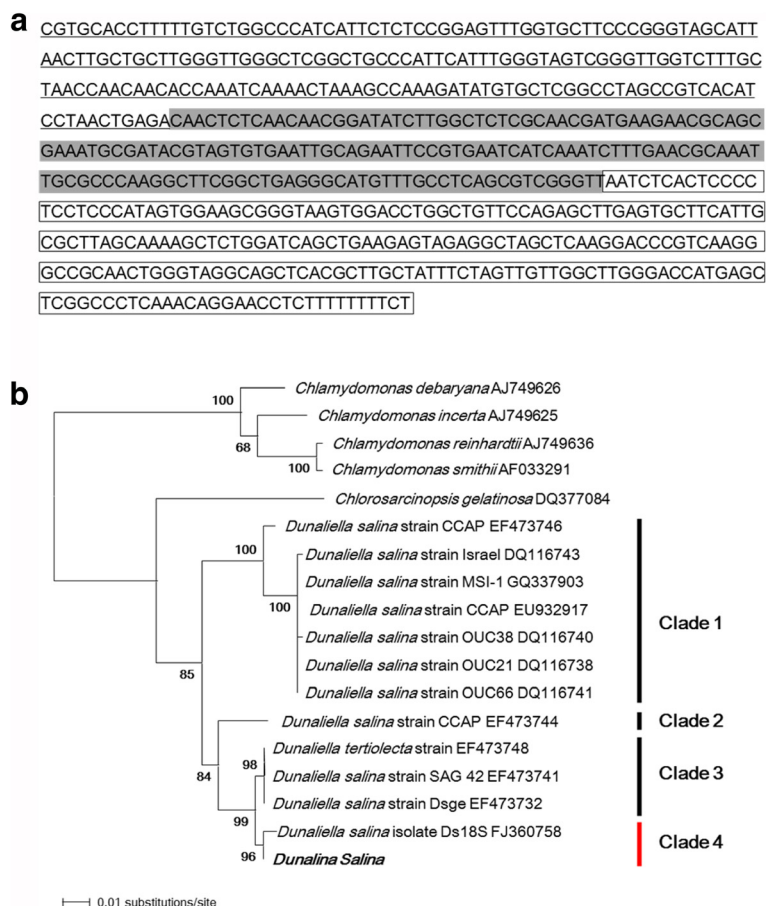 a
CGTGCACCTTTTTGTCTGGCCCATCATTCTCTCCGGAGTTTGGTGCTTCCCGGGTAGCATT
AACTTGCTGCTTGGGTTGGGCTCGGCTGCCCATTCATTTGGGTAGTCGGGTTGGTCTTTGC
TAACCAACAACACCAAATCAAAACTAAAGCCAAAGATATGTGCTCGGCCTAGCCGTCACAT
CCTAACTGAGACAACTCTCAACAACGGATATCTTGGCTCTCGCAACGATGAAGAACGCAGC
GAAATGCGATACGTAGTGTGAATTGCAGAATTCCGTGAATCATCAAATCTTTGAACGCAAAT
TGCGCCCAAGGCTTCGGCTGAGGGCATGTTTGCCTCAGCGTCGGGTTAATCTCACTCCCC
TCCTCCCATAGTGGAAGCGGGTAAGTGGACCTGGCTGTTCCAGAGCTTGAGTGCTTCATTG
CGCTTAGCAAAAGCTCTGGATCAGCTGAAGAGTAGAGGCTAGCTCAAGGACCCGTCAAGG
GCCGCAACTGGGTAGGCAGCTCACGCTTGCTATTTCTAGTTGTTGGCTTGGGACCATGAGC
TCGGCCCTCAAACAGGAACCTCTTTTTTTTCT
b
Chlamydomonas debaryana AJ749626
100
Chlamydomonas incerta AJ749625
68
Chlamydomonas reinhardtii AJ749636
100
Chlamydomonas smithii AF033291
Chlorosarcinopsis gelatinosa DQ377084
Dunaliella salina strain CCAP EF473746
100
Dunaliella salina strain Israel DQ116743
Dunaliella salina strain MSI-1 GQ337903
100
Dunaliella salina strain CCAP EU932917
Clade 1
Dunaliella salina strain OUC38 DQ116740
Dunaliella salina strain OUC21 DQ116738
85
Dunaliella salina strain OUC66 DQ116741
Dunaliella salina strain CCAP EF473744
Clade 2
Dunaliella tertiolecta strain EF473748
98
84
Dunaliella salina strain SAG 42 EF473741
Clade 3
Dunaliella salina strain Dsge EF473732
99
Dunaliella salina isolate Ds18S FJ360758
Clade 4
96
Dunalina Salina
0.01 substitutions/site